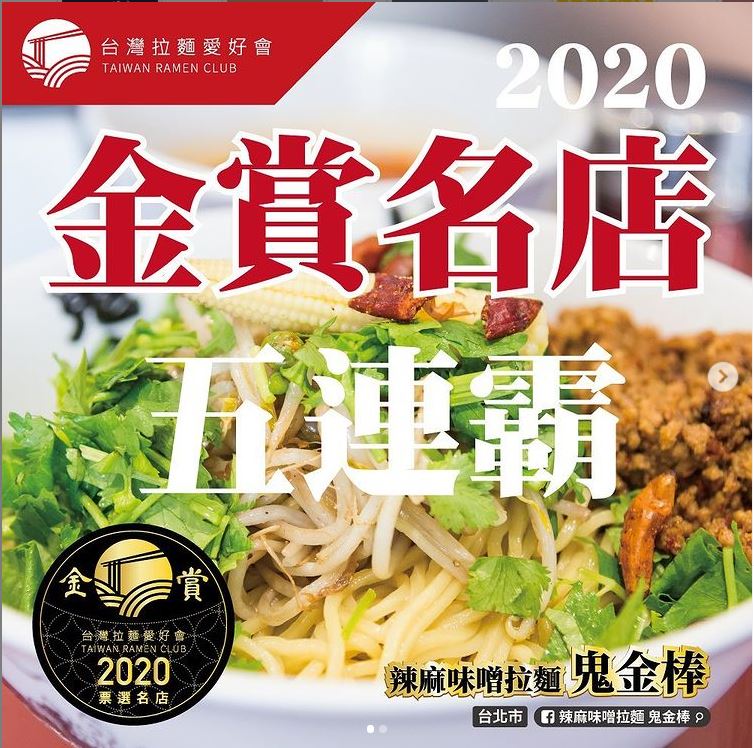 台灣拉麵愛好會
TAIWAN RAMEN CLUB
2020
金賞名店
五連霸
金賞
台灣拉麵愛好會
TAIWAN RAMEN CLUB
2020
票選名店
辣麻味噌拉麵 鬼金棒
台北市 辣麻味噌拉麵 鬼金棒